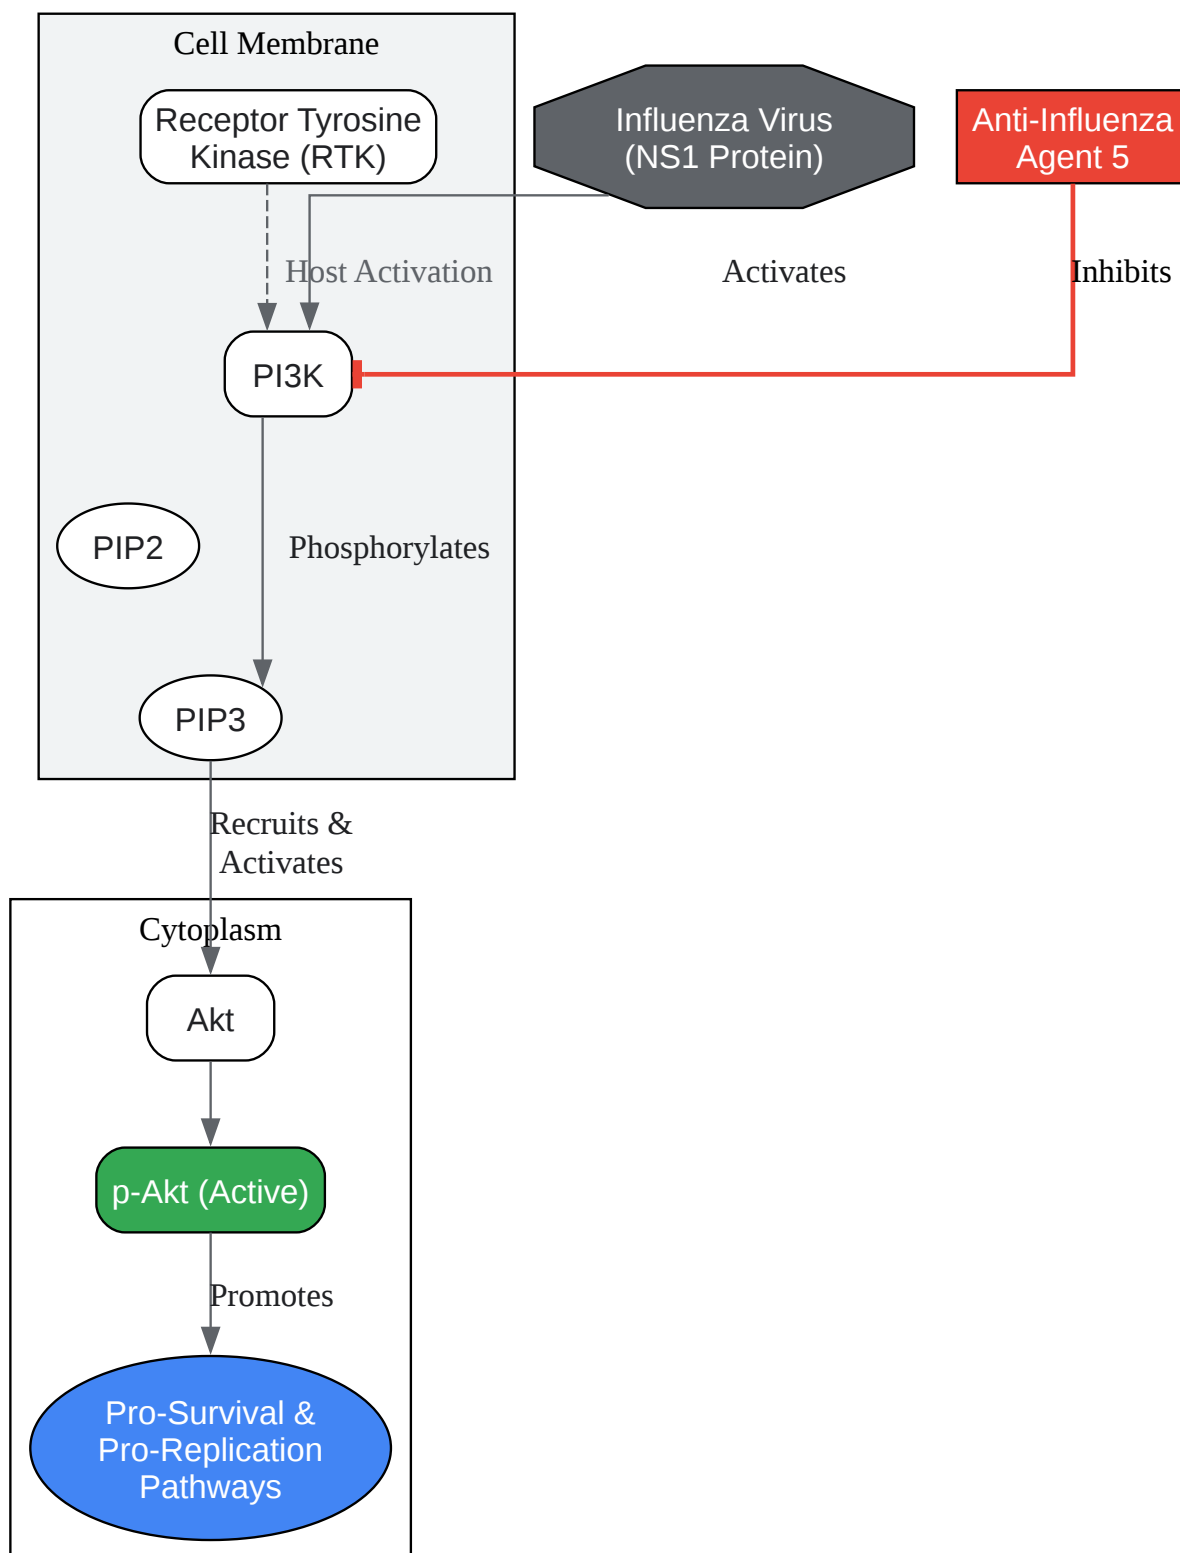 Cell Membrane
Receptor Tyrosine
Kinase (RTK)
Influenza Virus
(NS1 Protein)
Anti-Influenza
Agent 5
Host Activation
Activates
Inhibits
PI3K
PIP2
Phosphorylates
PIP3
Recruits &
Activates
Cytoplasm
Akt
p-Akt (Active)
Promotes
Pro-Survival &
Pro-Replication
Pathways